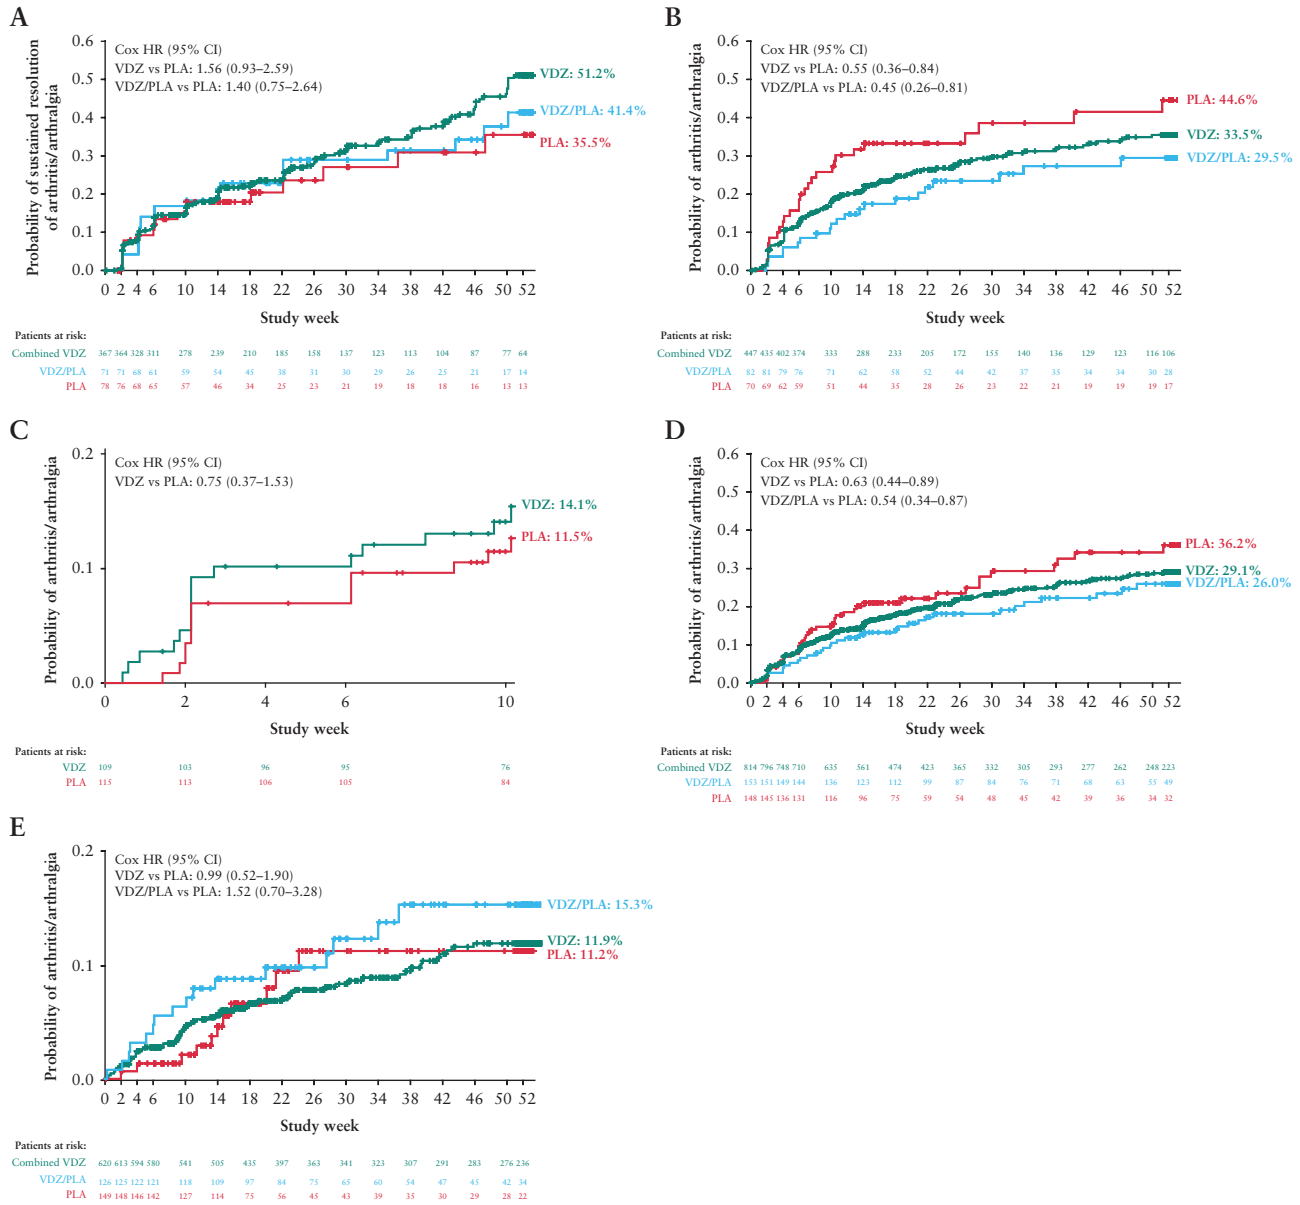 A
Probability of sustained resolution
of arthritis/arthralgia
0.6
0.5
0.4
0.3
0.2
0.1
0.0
Cox HR (95% CI)
VDZ vs PLA: 1.56 (0.93–2.59)
VDZ/PLA vs PLA: 1.40 (0.75–2.64)
VDZ: 51.2%
VDZ/PLA: 41.4%
PLA: 35.5%
0 2 4 6 10 14 18 22 26 30 34 38 42 46 50 52
Study week
Patients at risk:
Combined VDZ 367 364 328 311 278 239 210 185 158 137 123 113 104 87 77 64
VDZ/PLA 71 71 68 61 59 54 45 38 31 30 29 26 25 21 17 14
PLA 78 76 68 65 57 46 34 25 23 21 19 18 18 16 13 13
B
Probability of arthritis/arthralgia
0.6
0.5
0.4
0.3
0.2
0.1
0.0
Cox HR (95% CI)
VDZ vs PLA: 0.55 (0.36–0.84)
VDZ/PLA vs PLA: 0.45 (0.26–0.81)
PLA: 44.6%
VDZ: 33.5%
VDZ/PLA: 29.5%
0 2 4 6 10 14 18 22 26 30 34 38 42 46 50 52
Study week
Patients at risk:
Combined VDZ 447 435 402 374 333 288 233 205 172 155 140 136 129 123 116 106
VDZ/PLA 82 81 79 76 71 62 58 52 44 42 37 35 34 34 30 28
PLA 70 69 62 59 51 44 35 28 26 23 22 21 19 19 19 17
C
Probability of arthritis/arthralgia
0.2
0.1
0.0
Cox HR (95% CI)
VDZ vs PLA: 0.75 (0.37–1.53)
VDZ: 14.1%
PLA: 11.5%
0 2 4 6 10
Study week
Patients at risk:
VDZ 109 103 96 95 76
PLA 115 113 106 105 84
D
Probability of arthritis/arthralgia
0.6
0.5
0.4
0.3
0.2
0.1
0.0
Cox HR (95% CI)
VDZ vs PLA: 0.63 (0.44–0.89)
VDZ/PLA vs PLA: 0.54 (0.34–0.87)
PLA: 36.2%
VDZ: 29.1%
VDZ/PLA: 26.0%
0 2 4 6 10 14 18 22 26 30 34 38 42 46 50 52
Study week
Patients at risk:
Combined VDZ 814 796 748 710 635 561 474 423 365 332 305 293 277 262 248 223
VDZ/PLA 153 151 149 144 136 123 112 99 87 84 76 71 68 63 55 49
PLA 148 145 136 131 116 96 75 59 54 48 45 42 39 36 34 32
E
Probability of arthritis/arthralgia
0.2
0.1
0.0
Cox HR (95% CI)
VDZ vs PLA: 0.99 (0.52–1.90)
VDZ/PLA vs PLA: 1.52 (0.70–3.28)
VDZ/PLA: 15.3%
VDZ: 11.9%
PLA: 11.2%
0 2 4 6 10 14 18 22 26 30 34 38 42 46 50 52
Study week
Patients at risk:
Combined VDZ 620 613 594 580 541 505 435 397 363 341 323 307 291 283 276 236
VDZ/PLA 126 125 122 121 118 109 97 84 75 65 60 54 47 45 42 34
PLA 149 148 146 142 127 114 75 56 45 43 39 35 30 29 28 22